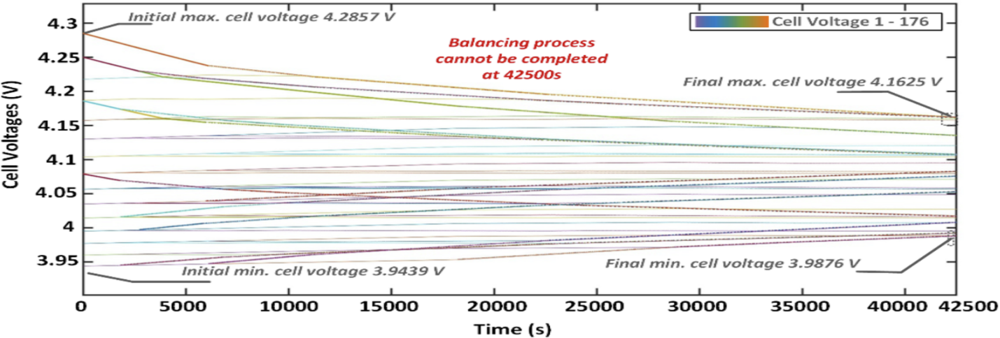 Initial max. cell voltage 4.2857 V
Cell Voltage 1 - 176
Balancing process
cannot be completed
at 42500s
Final max. cell voltage 4.1625 V
Cell Voltages (V)
4.3
4.25
4.2
4.15
4.1
4.05
4
3.95
Initial min. cell voltage 3.9439 V
Final min. cell voltage 3.9876 V
0 5000 10000 15000 20000 25000 30000 35000 40000 42500
Time (s)